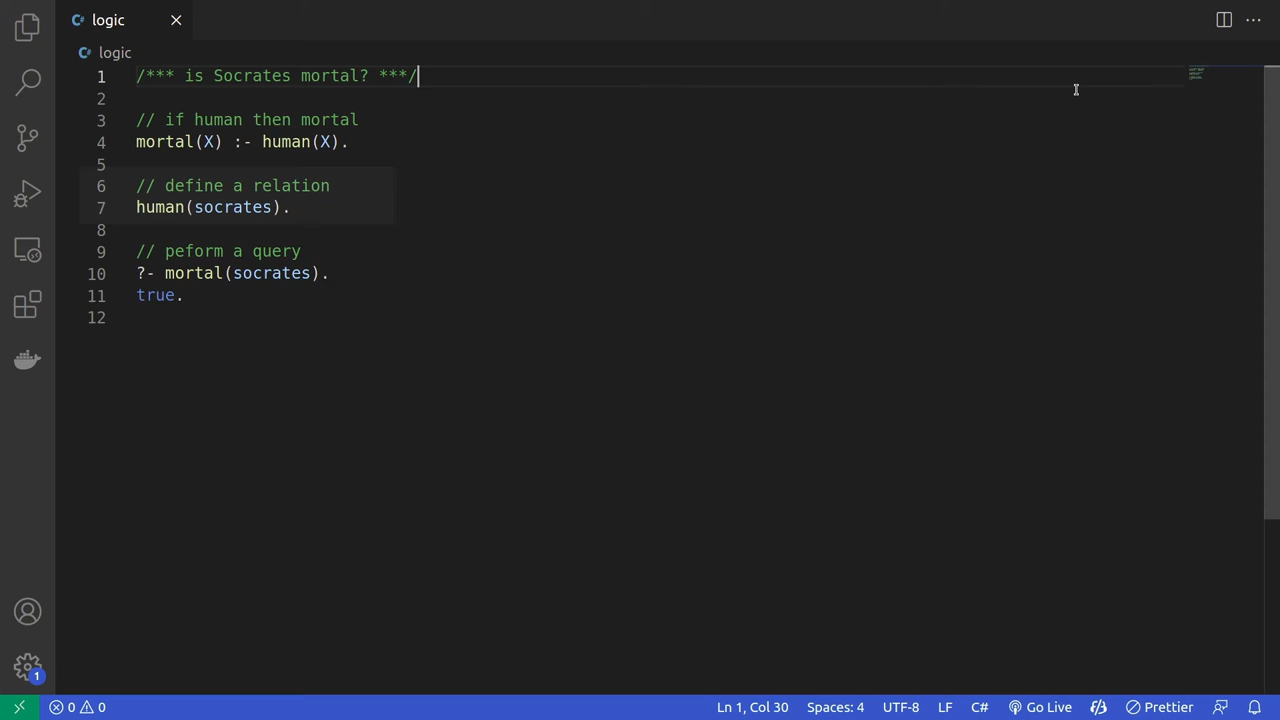 logic
logic
1 /*** is Socrates mortal? ***/
2
3 // if human then mortal
4 mortal(X) :- human(X).
5
6 // define a relation
7 human(socrates).
8
9 // peform a query
10 ?- mortal(socrates).
11 true.
12
1
0 0 Ln 1, Col 30 Spaces: 4 UTF-8 LF C# Go Live Prettier